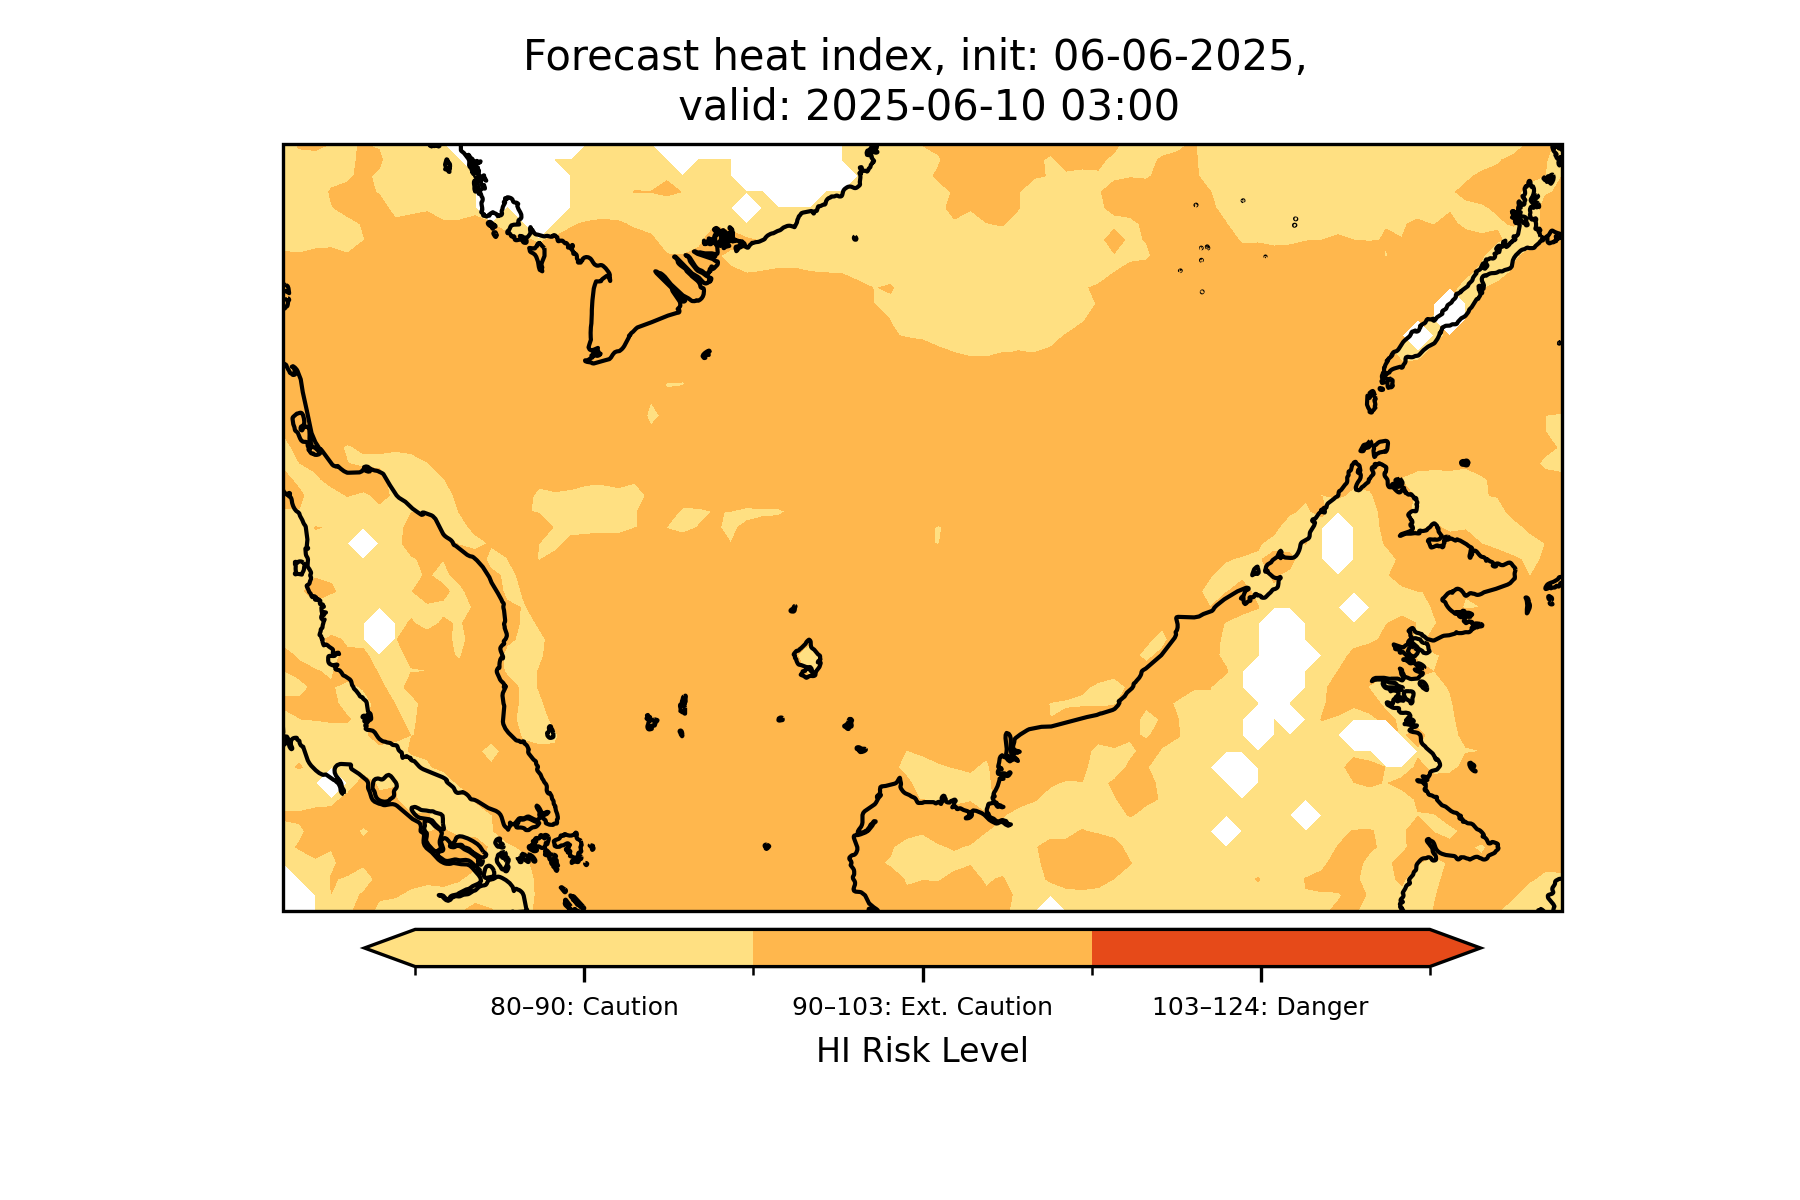 Forecast heat index, init: 06-06-2025,
valid: 2025-06-10 03:00
80–90: Caution
90–103: Ext. Caution
103–124: Danger
HI Risk Level